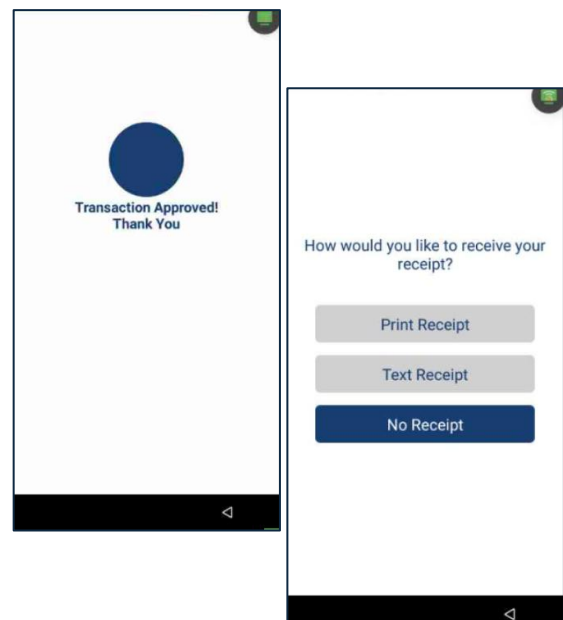 Transaction Approved!
Thank You
How would you like to receive your
receipt?
Print Receipt
Text Receipt
No Receipt